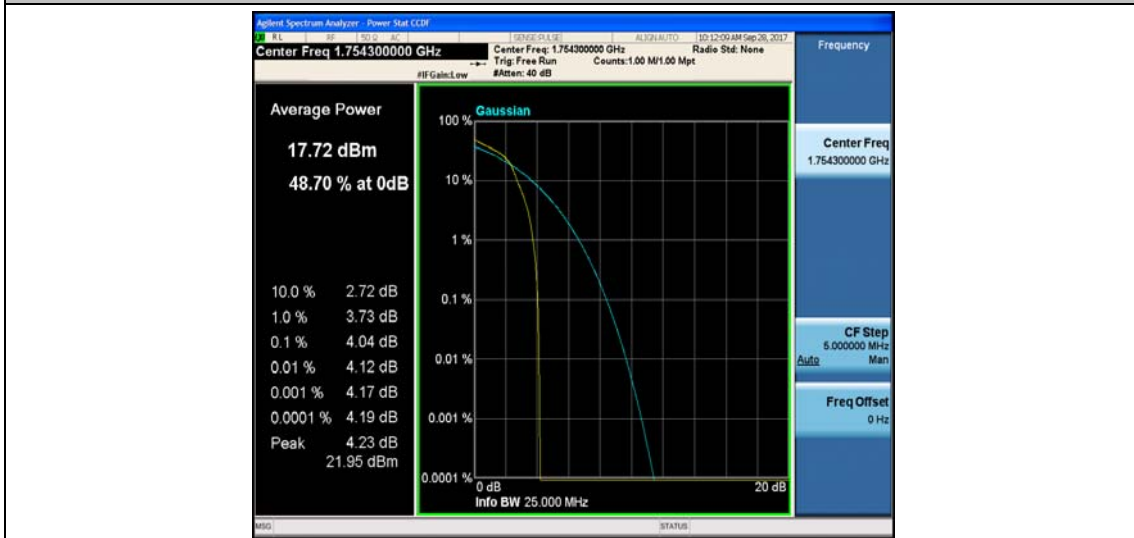 Agilent Spectrum Analyzer - Power Stat CCDF
RL RF 50 Ω AC SENSE:PULSE ALIGN AUTO 10:12:09 AM Sep 28, 2017
Center Freq 1.754300000 GHz
Center Freq: 1.754300000 GHz Radio Std: None
Trig: Free Run Counts:1.00 M/1.00 Mpt
#IFGain:Low #Atten: 40 dB
Frequency
Average Power
17.72 dBm
48.70 % at 0dB
10.0 % 2.72 dB
1.0 % 3.73 dB
0.1 % 4.04 dB
0.01 % 4.12 dB
0.001 % 4.17 dB
0.0001 % 4.19 dB
Peak 4.23 dB
21.95 dBm
Gaussian
100 %
10 %
1 %
0.1 %
0.01 %
0.001 %
0.0001 %
0 dB 20 dB
Info BW 25.000 MHz
Center Freq
1.754300000 GHz
CF Step
5.000000 MHz
Auto Man
Freq Offset
0 Hz
MSG STATUS